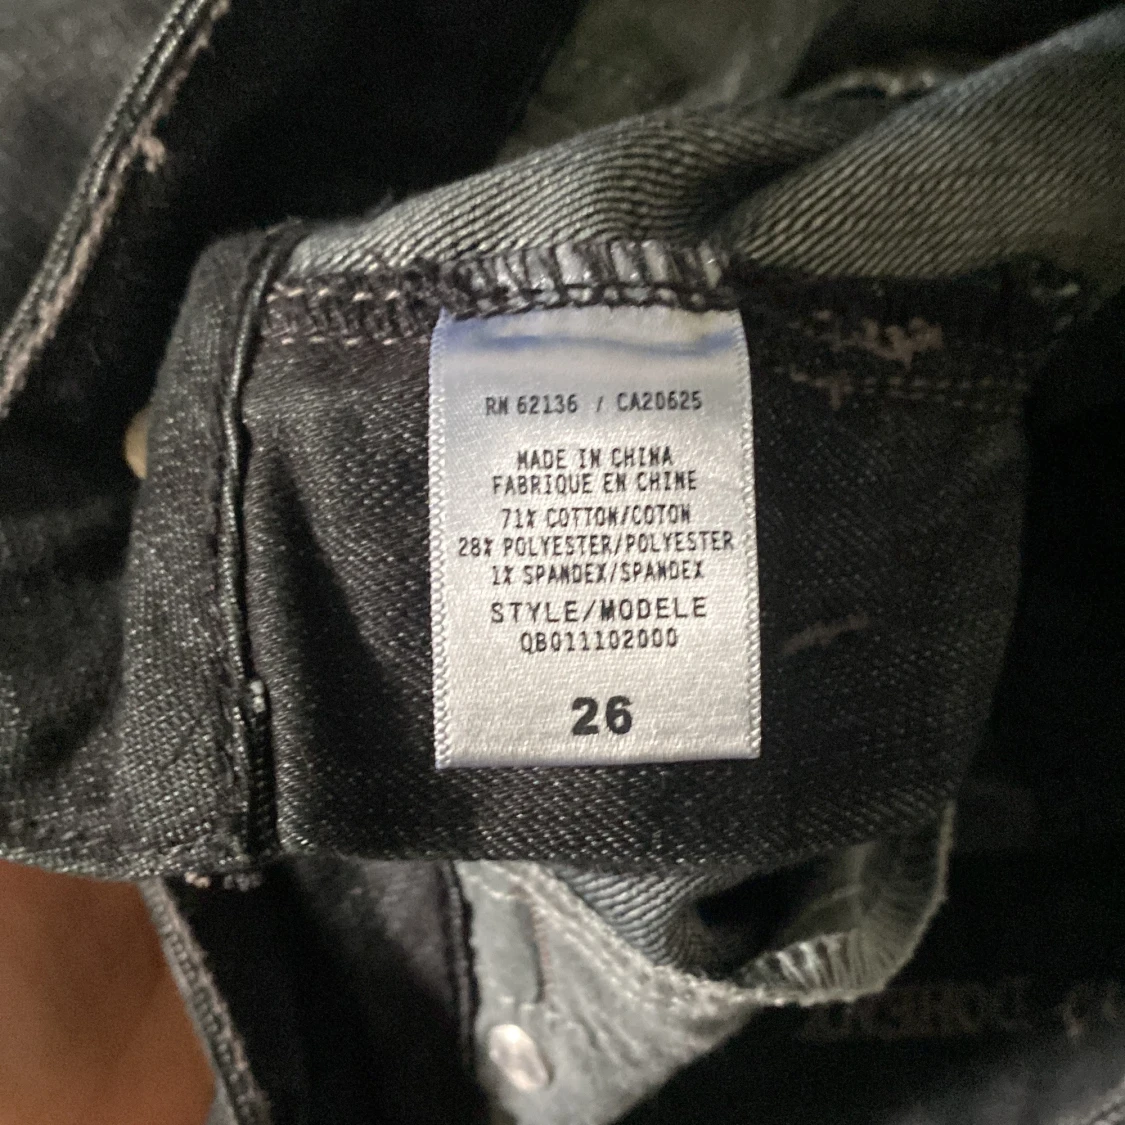 RN 62136 / CA20625
MADE IN CHINA
FABRIQUE EN CHINE
71% COTTON/COTON
28% POLYESTER/POLYESTER
1% SPANDEX/SPANDEX
STYLE/MODELE
QB011102000
26